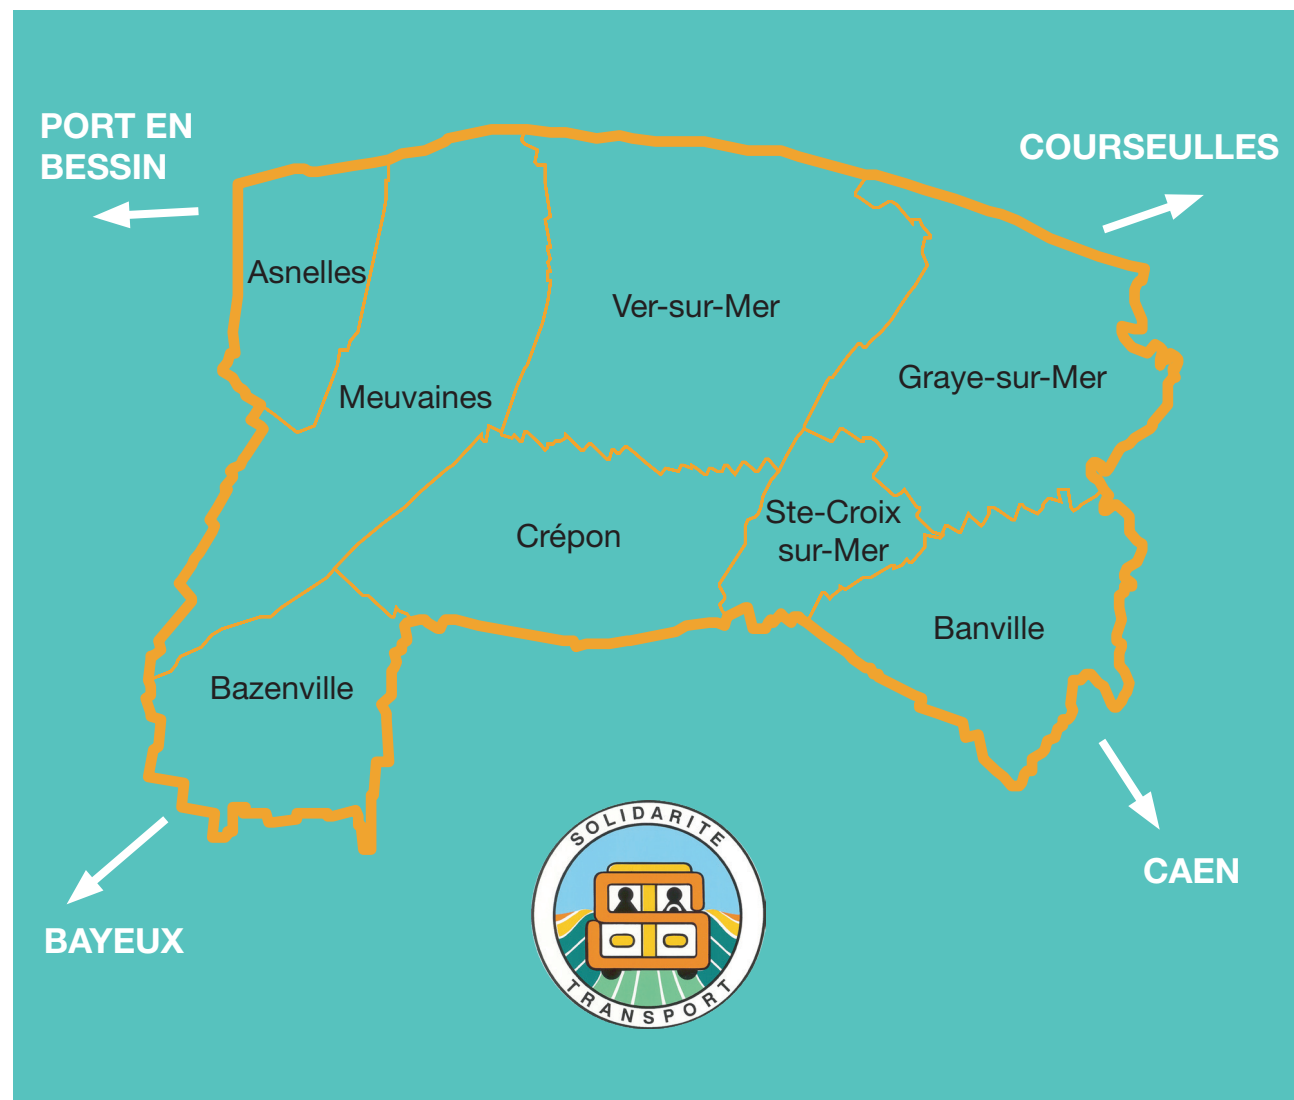 PORT EN
BESSIN
COURSEULLES
Asnelles
Ver-sur-Mer
Graye-sur-Mer
Meuvaines
Ste-Croix
sur-Mer
Crépon
Banville
Bazenville
SOLIDARITE
TRANSPORT
CAEN
BAYEUX